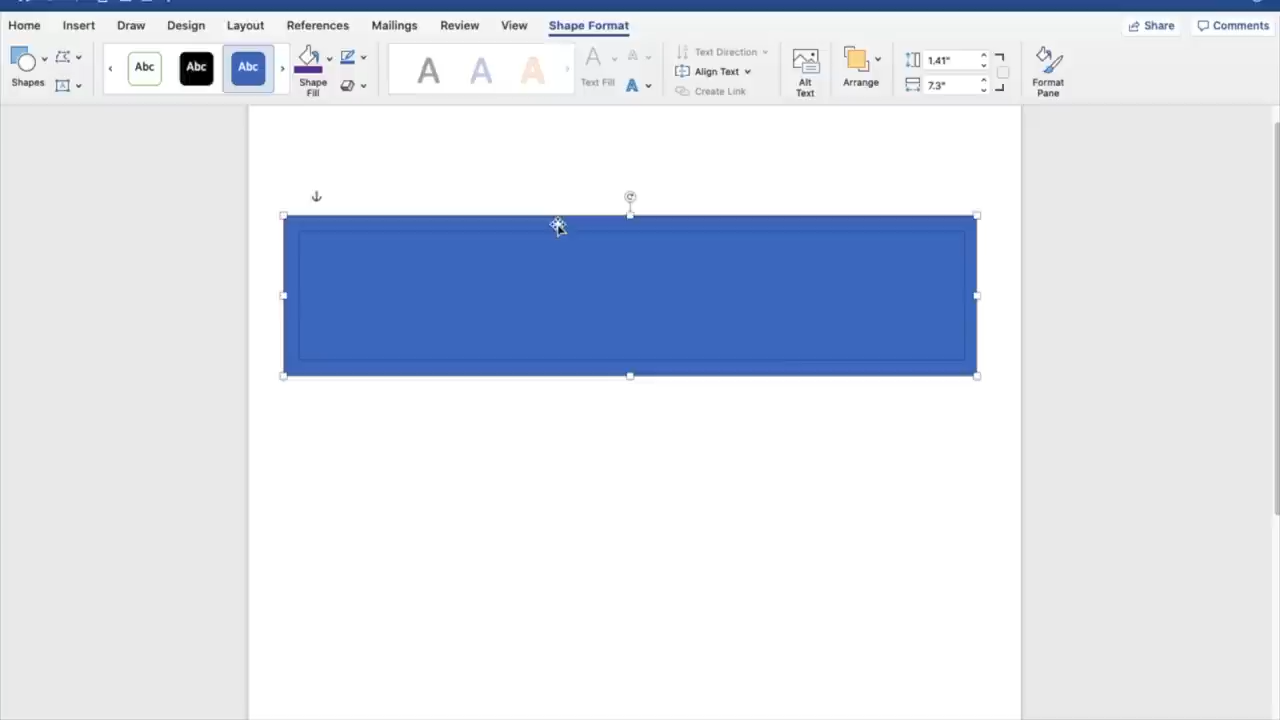 Home Insert Draw Design Layout References Mailings Review View Shape Format Share Comments
Shapes Abc Abc Abc Shape Fill A A A A Text Fill A A Text Direction Align Text Create Link Alt Text Arrange 1.41" 7.3" Format Pane